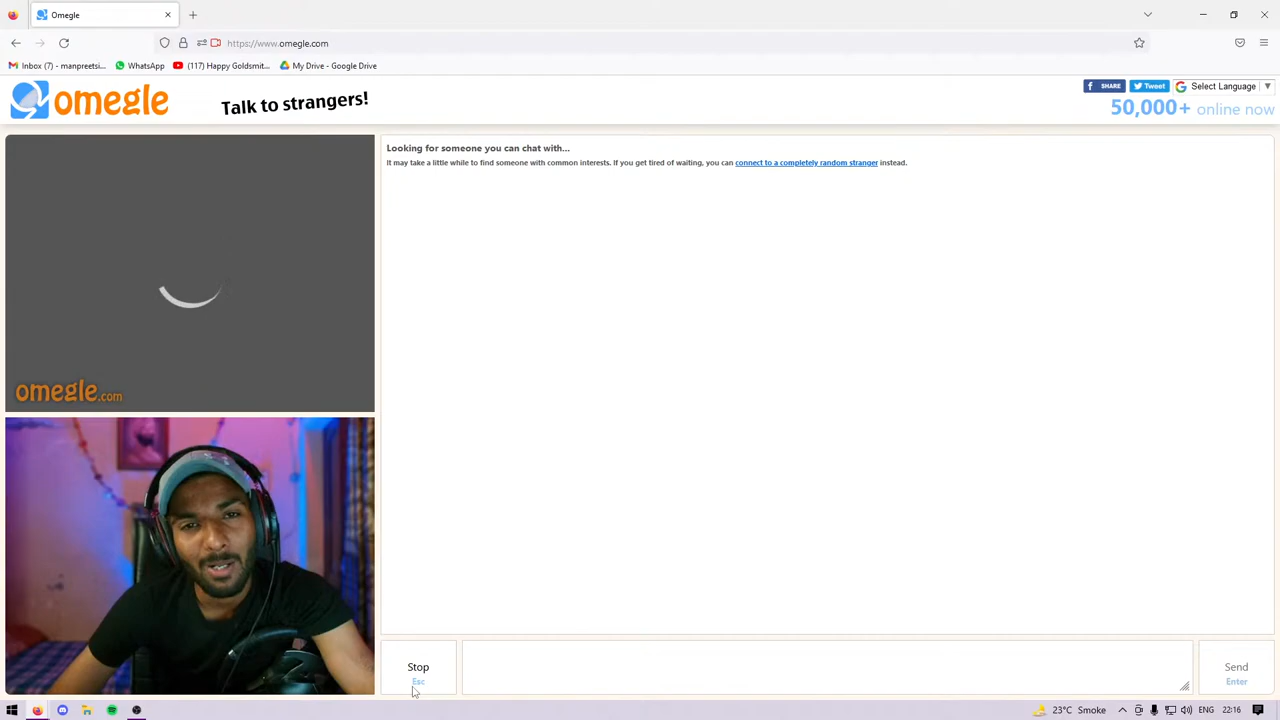 Omegle
https://www.omegle.com
Inbox (7) - manpreetsi...
WhatsApp
(117) Happy Goldsmit...
My Drive - Google Drive
omegle
Talk to strangers!
SHARE
Tweet
Select Language
50,000+ online now
Looking for someone you can chat with...
It may take a little while to find someone with common interests. If you get tired of waiting, you can connect to a completely random stranger instead.
omegle.com
Stop
Esc
Send
Enter
23°C Smoke
ENG
22:16